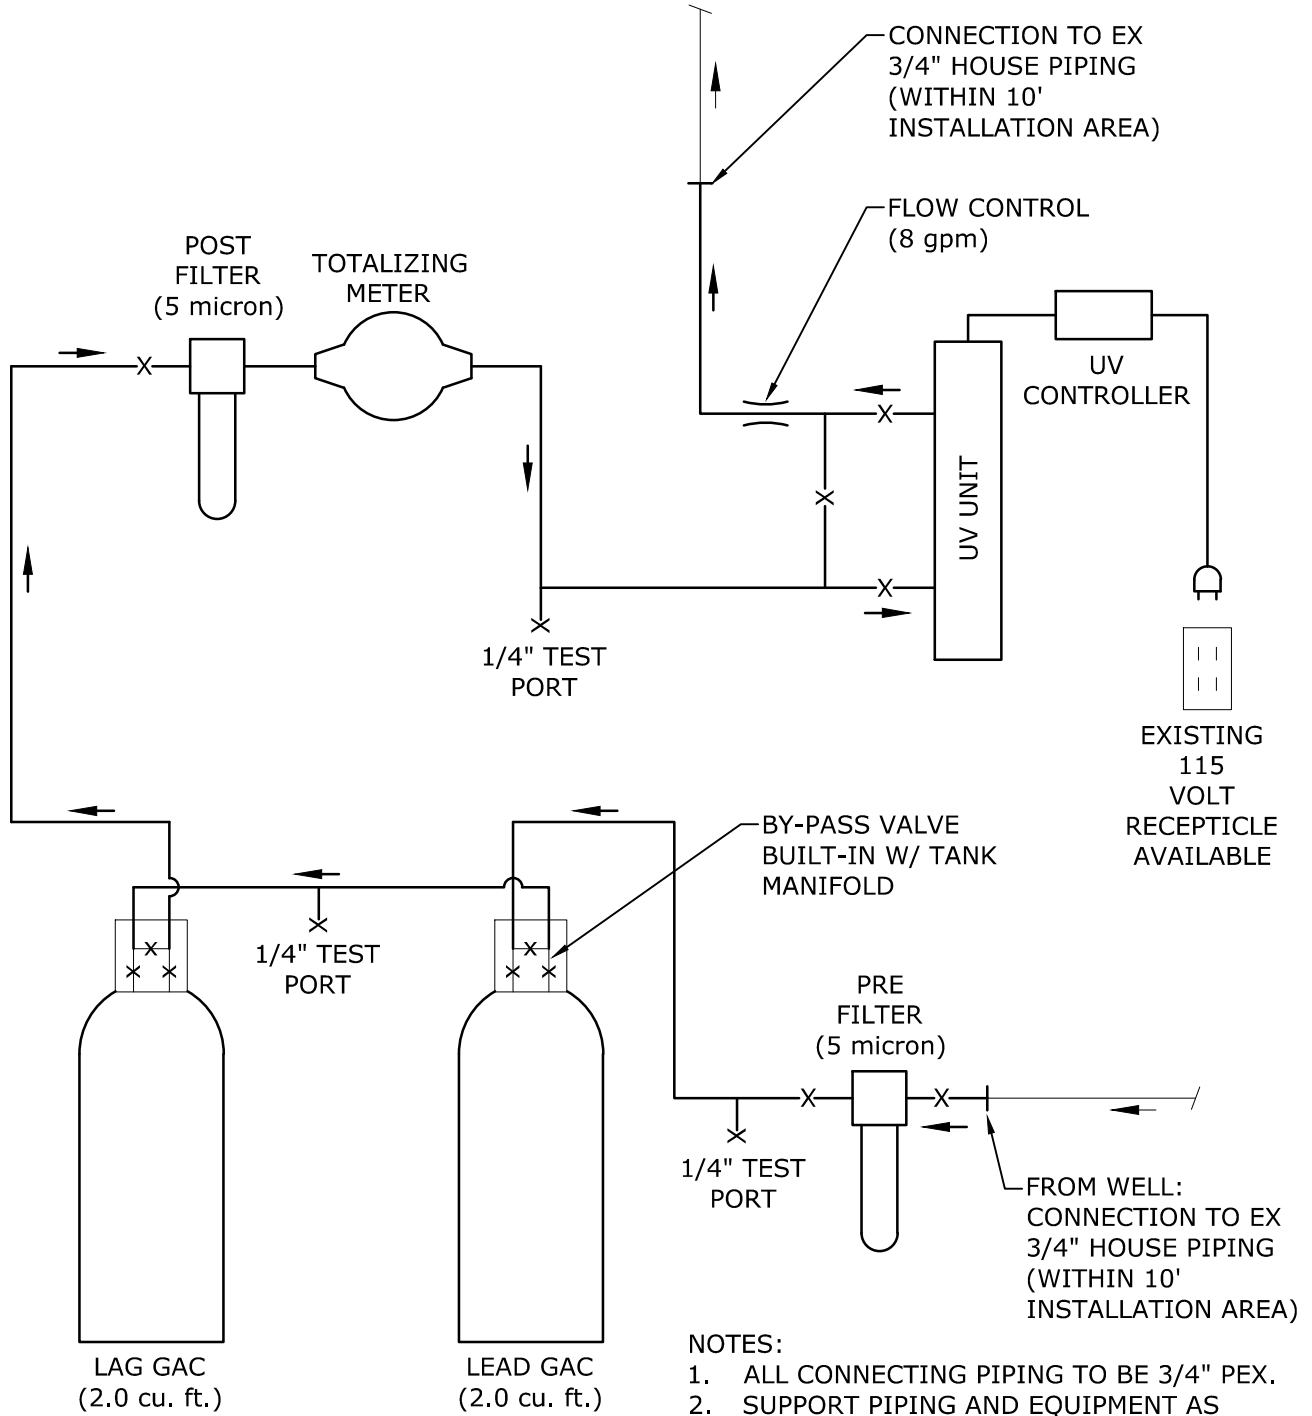 CONNECTION TO EX
3/4" HOUSE PIPING
(WITHIN 10'
INSTALLATION AREA)
FLOW CONTROL
(8 gpm)
POST
FILTER
(5 micron)
TOTALIZING
METER
X
UV
CONTROLLER
X
X
UV UNIT
X
X
1/4" TEST
PORT
EXISTING
115
VOLT
RECEPTICLE
AVAILABLE
BY-PASS VALVE
BUILT-IN W/ TANK
MANIFOLD
X
1/4" TEST
PORT
X
X X
X
X X
PRE
FILTER
(5 micron)
X
X
X
1/4" TEST
PORT
FROM WELL:
CONNECTION TO EX
3/4" HOUSE PIPING
(WITHIN 10'
INSTALLATION AREA)
LAG GAC
(2.0 cu. ft.)
LEAD GAC
(2.0 cu. ft.)
NOTES:
1. ALL CONNECTING PIPING TO BE 3/4" PEX.
2. SUPPORT PIPING AND EQUIPMENT AS